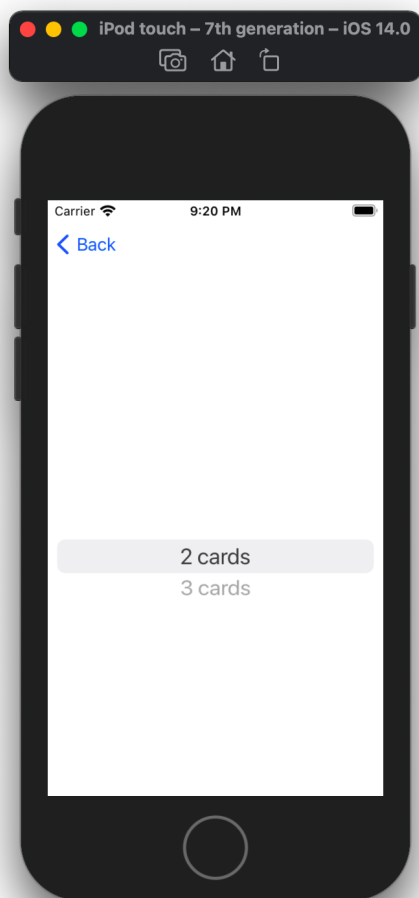 iPod touch – 7th generation – iOS 14.0
Carrier 9:20 PM
Back
2 cards
3 cards